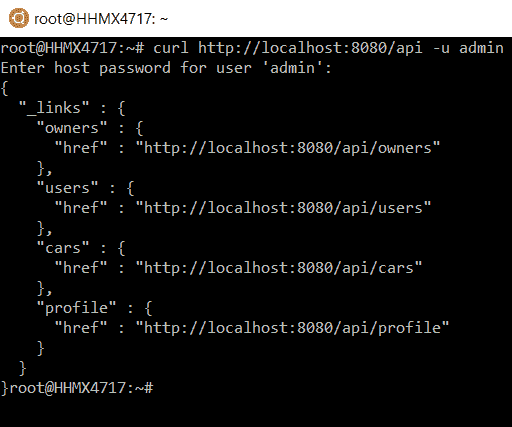 root@HHMX4717: ~
root@HHMX4717:~# curl http://localhost:8080/api -u admin
Enter host password for user 'admin':
{
  "_links" : {
    "owners" : {
      "href" : "http://localhost:8080/api/owners"
    },
    "users" : {
      "href" : "http://localhost:8080/api/users"
    },
    "cars" : {
      "href" : "http://localhost:8080/api/cars"
    },
    "profile" : {
      "href" : "http://localhost:8080/api/profile"
    }
  }
}root@HHMX4717:~#